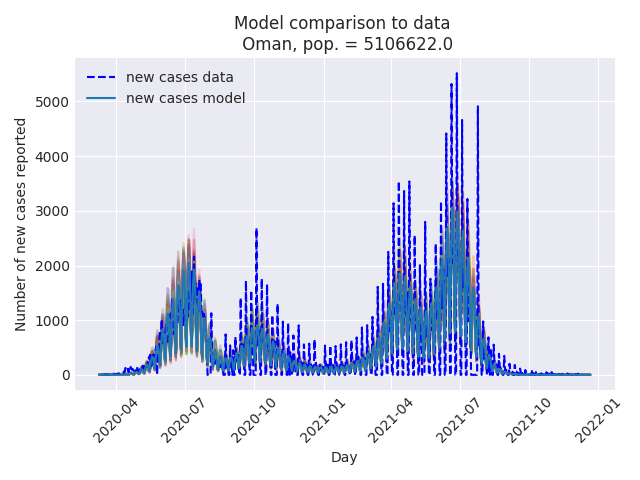 Model comparison to data
Oman, pop. = 5106622.0
new cases data
new cases model
Number of new cases reported
5000
4000
3000
2000
1000
0
2020-04
2020-07
2020-10
2021-01
2021-04
2021-07
2021-10
2022-01
Day